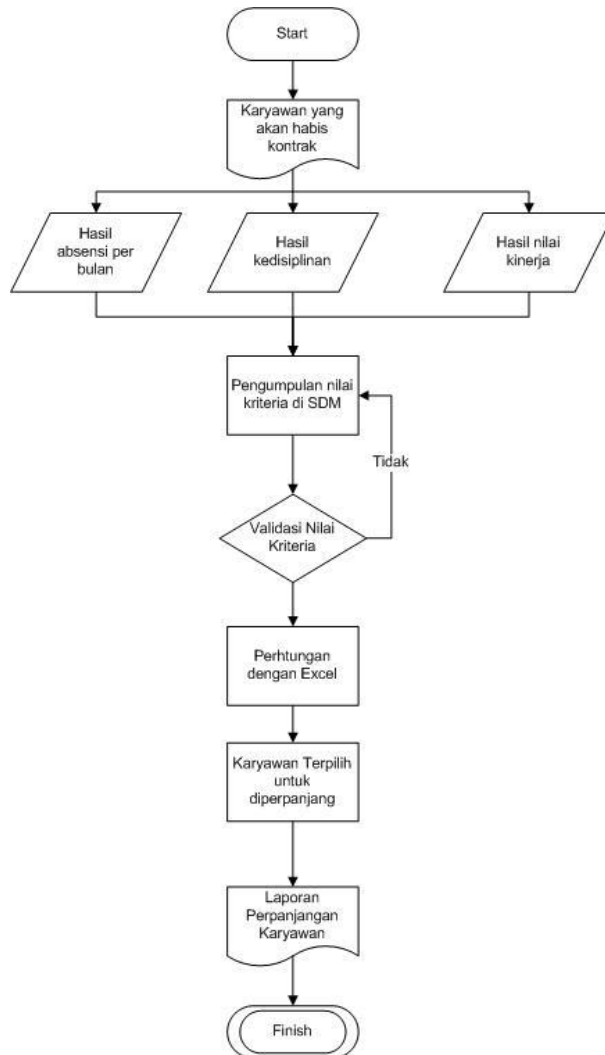 Start
Karyawan yang
akan habis
kontrak
Hasil
absensi per
bulan
Hasil
kedisiplinan
Hasil nilai
kinerja
Pengumpulan nilai
kriteria di SDM
Tidak
Validasi Nilai
Kriteria
Perhtungan
dengan Excel
Karyawan Terpilih
untuk
diperpanjang
Laporan
Perpanjangan
Karyawan
Finish